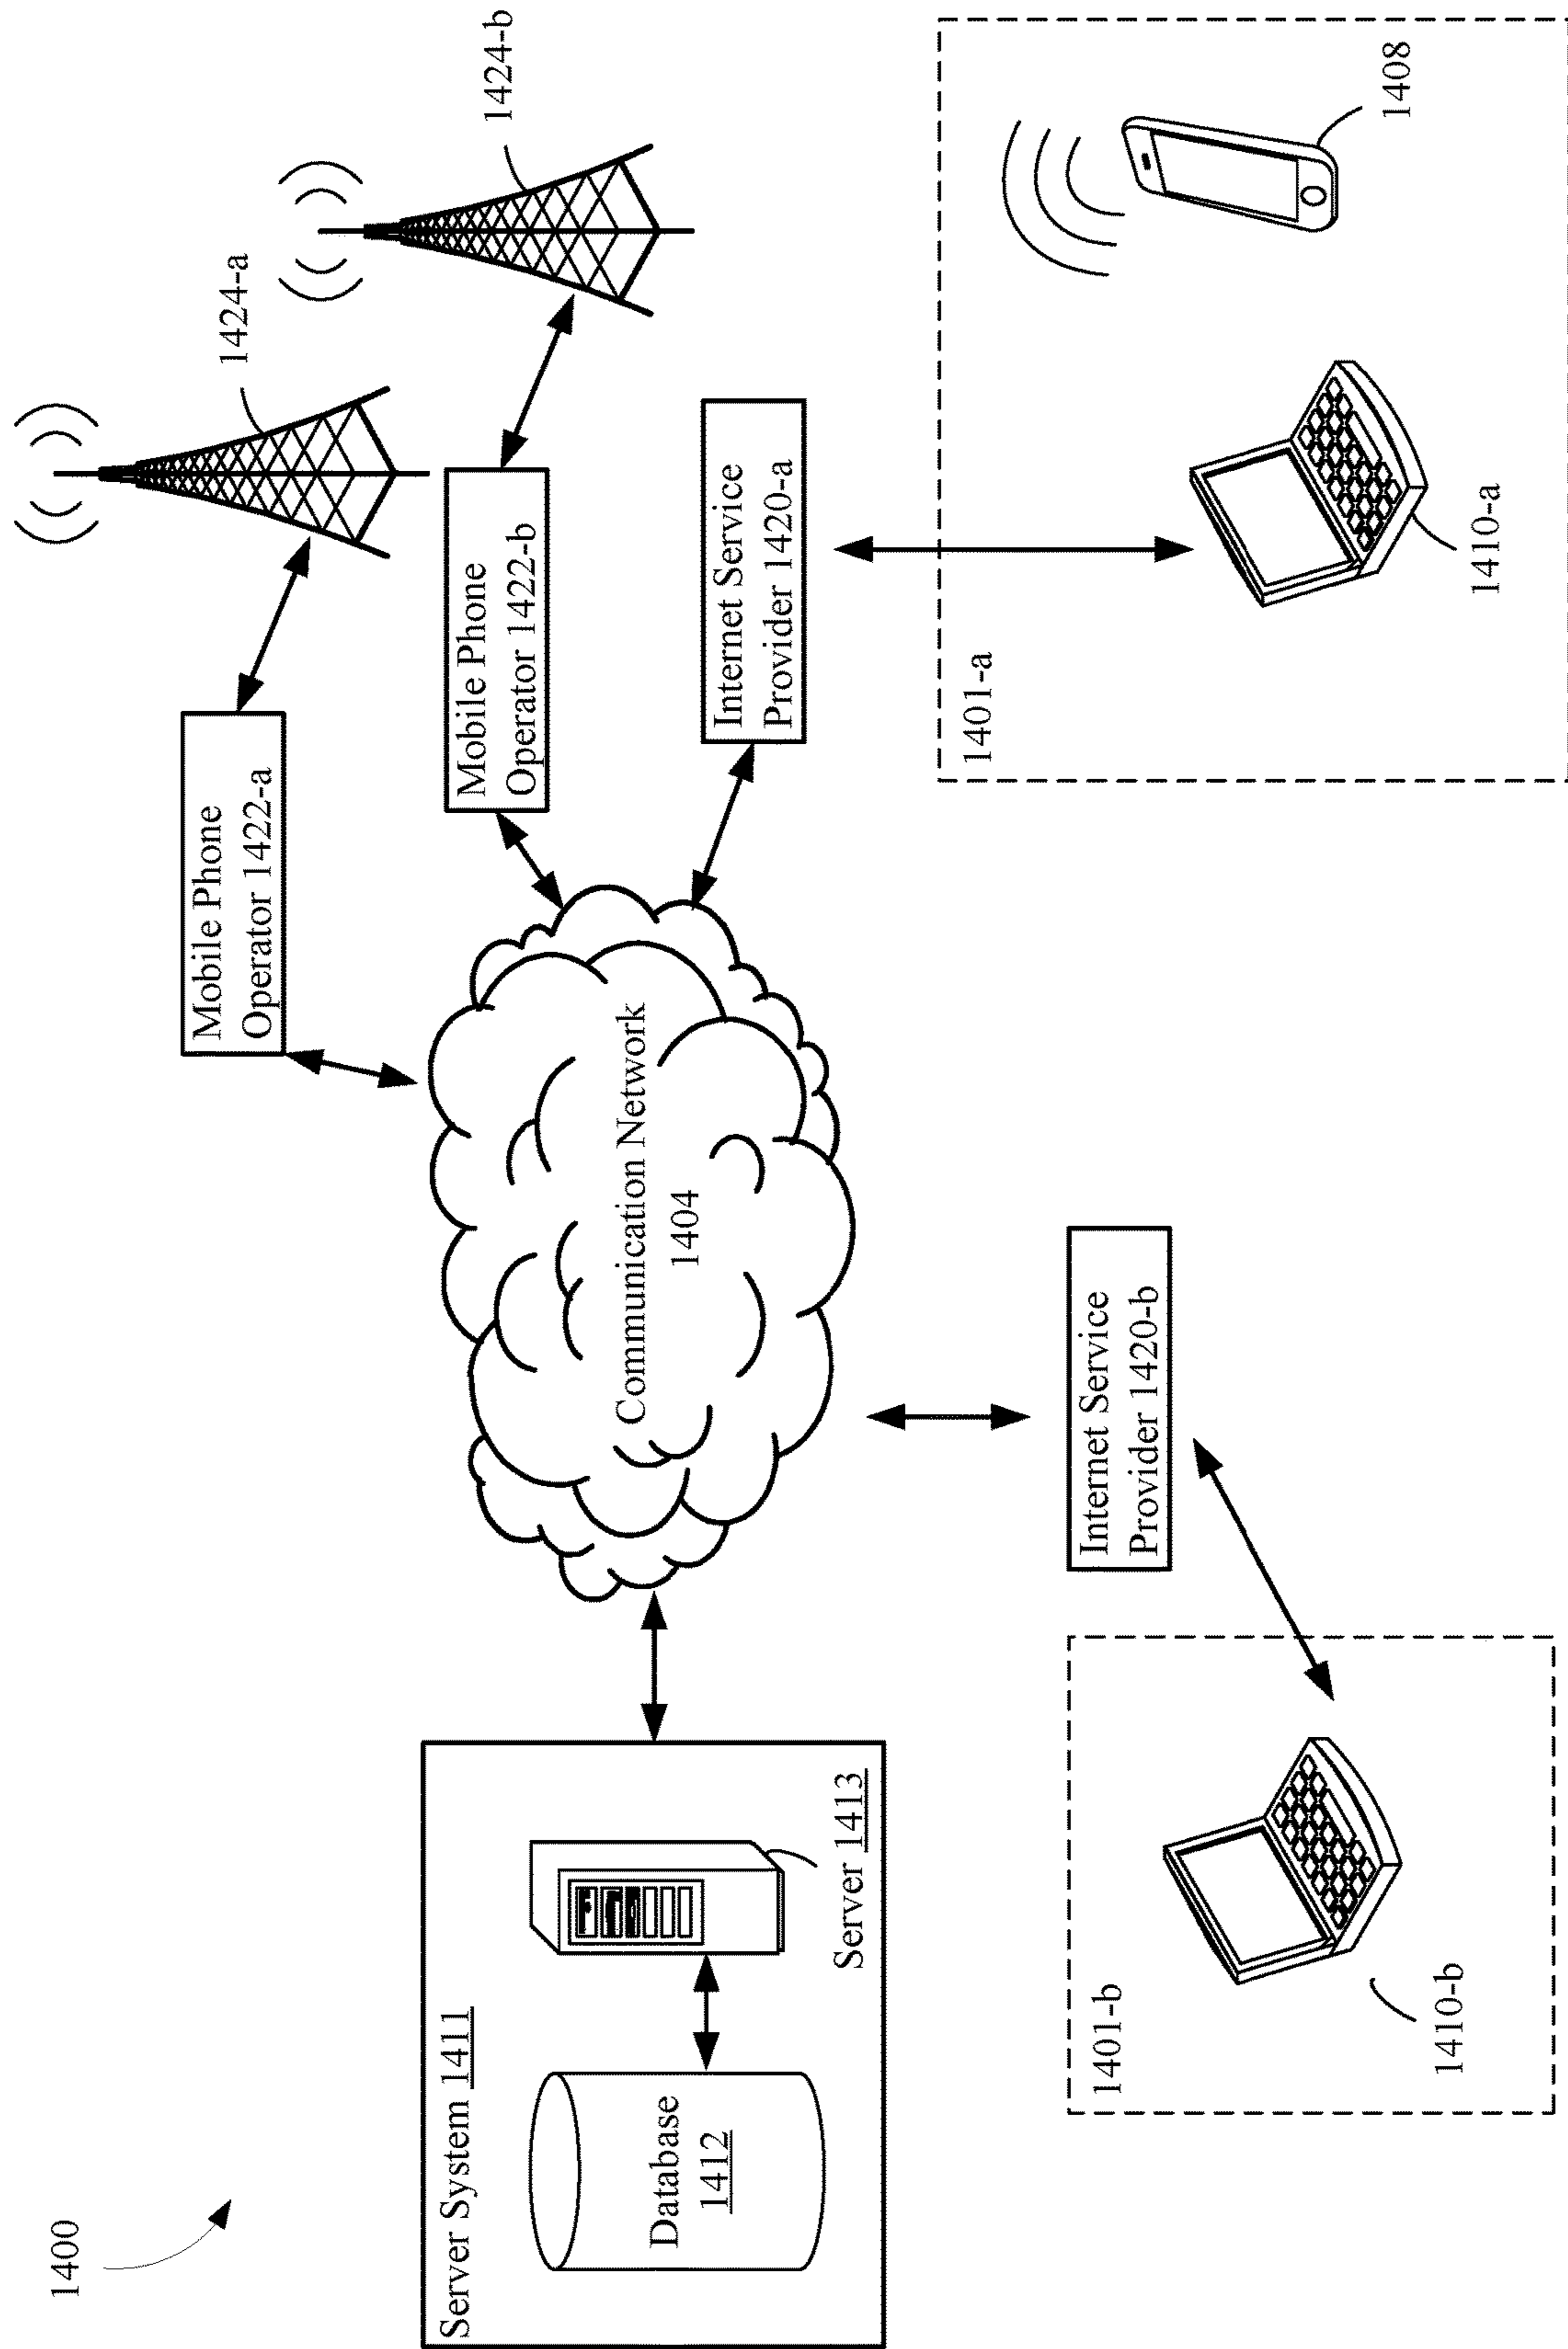 1400
Server System 1411
Database
1412
Server 1413
Communication Network
1404
Mobile Phone
Operator 1422-a
1424-a
Mobile Phone
Operator 1422-b
1424-b
Internet Service
Provider 1420-a
Internet Service
Provider 1420-b
1401-b
1410-b
1401-a
1410-a
1408